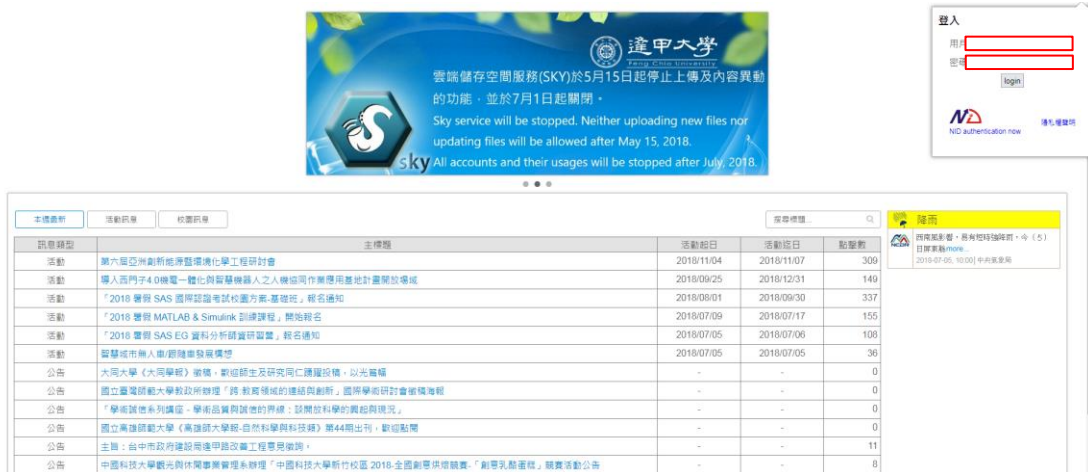 登入
用戶
密碼
login
NID
NID authentication now
隱私權聲明
逢甲大學
Feng Chia University
雲端儲存空間服務(SKY)於5月15日起停止上傳及內容異動
的功能，並於7月1日起關閉。
Sky service will be stopped. Neither uploading new files nor
updating files will be allowed after May 15, 2018.
sky All accounts and their usages will be stopped after July, 2018.
本週最新 活動訊息 校園訊息 搜尋標題...
訊息類型 主標題 活動起日 活動迄日 點擊數
活動 第六屆亞洲創新能源暨環境化學工程研討會 2018/11/04 2018/11/07 309
活動 導入西門子4.0機電一體化與智慧機器人之人機協同作業應用基地計畫開放場域 2018/09/25 2018/12/31 149
活動 「2018 暑假 SAS 國際認證考試校園方案-基礎班」報名通知 2018/08/01 2018/09/30 337
活動 「2018 暑假 MATLAB & Simulink 訓練課程」開始報名 2018/07/09 2018/07/17 155
活動 「2018 暑假 SAS EG 資料分析師資研習營」報名通知 2018/07/05 2018/07/06 108
活動 智慧城市無人車/跟隨車發展構想 2018/07/05 2018/07/05 36
公告 大同大學《大同學報》徵稿，歡迎師生及研究同仁踴躍投稿，以光篇幅 - - 0
公告 國立臺灣師範大學教政所辦理「跨·教育領域的連結與創新」國際學術研討會徵稿海報 - - 0
公告 「學術誠信系列講座 - 學術品質與誠信的界線：談開放科學的興起與現況」 - - 0
公告 國立高雄師範大學《高雄師大學報-自然科學與科技類》第44期出刊，歡迎點閱 - - 0
公告 主旨：台中市政府建設局逢甲路改善工程意見徵詢。 - - 11
公告 中國科技大學觀光與休閒事業管理系辦理「中國科技大學新竹校區 2018-全國創意烘焙競賽-「創意乳酪蛋糕」競賽活動公告 - - 8
降雨
NCDR
西南風影響，易有短時強降雨，今（5）
日屏東縣more...
2018-07-05, 10:00| 中央氣象局